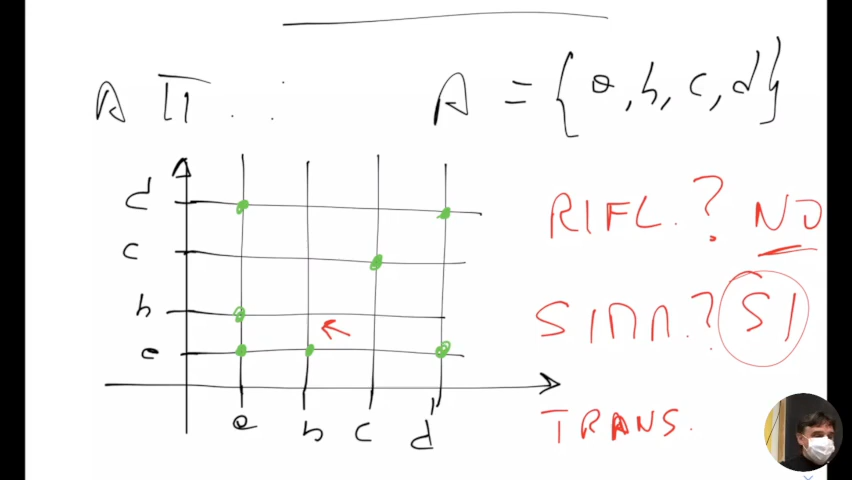 A = {a, b, c, d}
d
RIFL.? NO
c
b
SIMM.? SI
a
a b c d
TRANS.